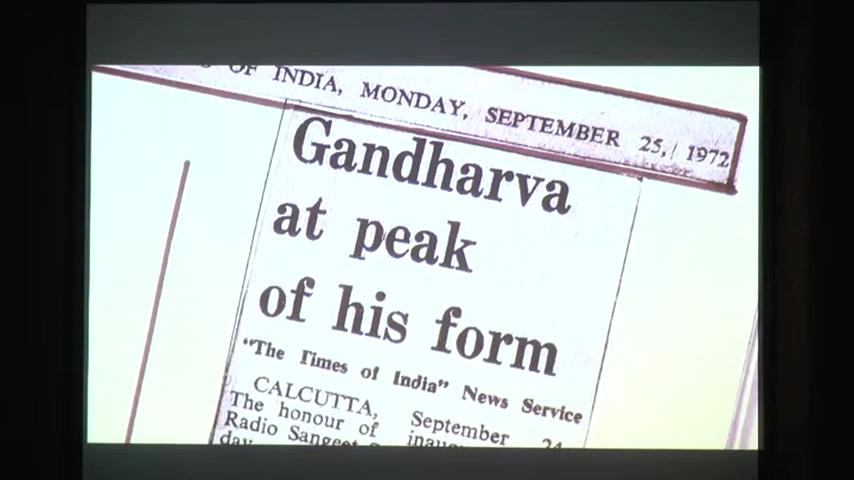 OF INDIA, MONDAY, SEPTEMBER 25, 1972
Gandharva
at peak
of his form
"The Times of India" News Service
CALCUTTA, September 24
The honour of
Radio Sangeet
day